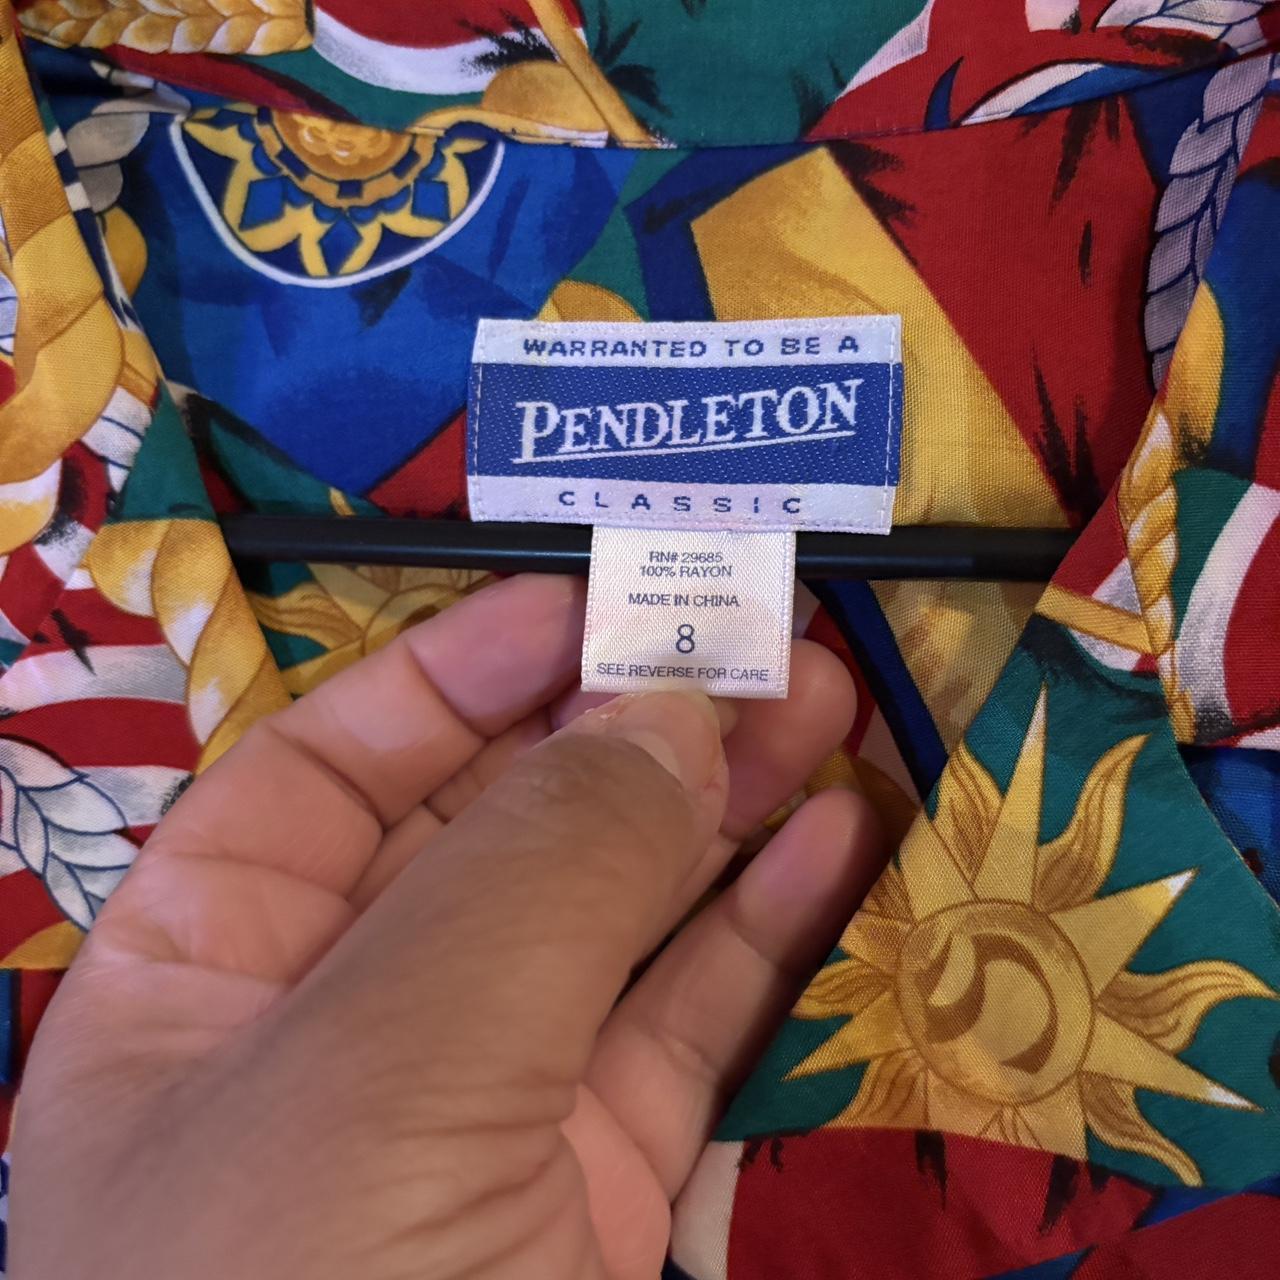 WARRANTED TO BE A
PENDLETON
CLASSIC
RN# 29685
100% RAYON
MADE IN CHINA
8
SEE REVERSE FOR CARE